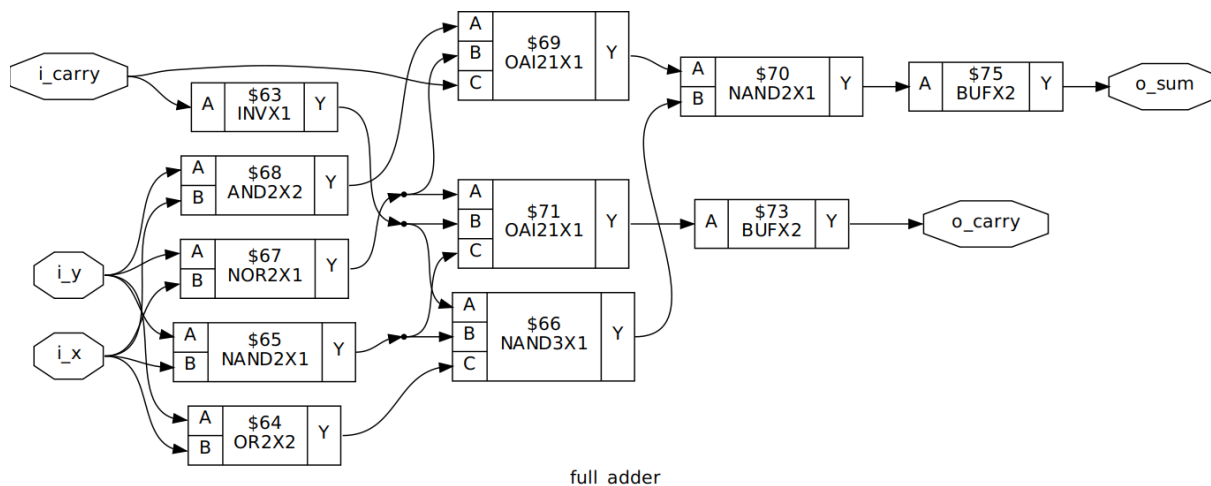 i_carry
A
$63
INVX1
Y
A
B
$68
AND2X2
Y
i_y
i_x
A
B
$67
NOR2X1
Y
A
B
$65
NAND2X1
Y
A
B
$64
OR2X2
Y
A
B
C
$69
OAI21X1
Y
A
B
C
$71
OAI21X1
Y
A
B
C
$66
NAND3X1
Y
A
B
$70
NAND2X1
Y
A
$75
BUFX2
Y
o_sum
A
$73
BUFX2
Y
o_carry
full adder